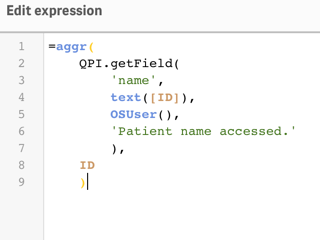 Edit expression
1 =aggr(
2 QPI.getField(
3 'name',
4 text([ID]),
5 OSUser(),
6 'Patient name accessed.'
7 ),
8 ID
9 )